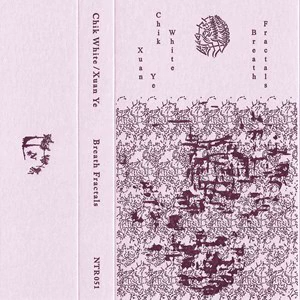 Chik White / Xuan Ye
Breath Fractals
NTR051
Chik
White
Xuan
Ye
Breath
Fractals